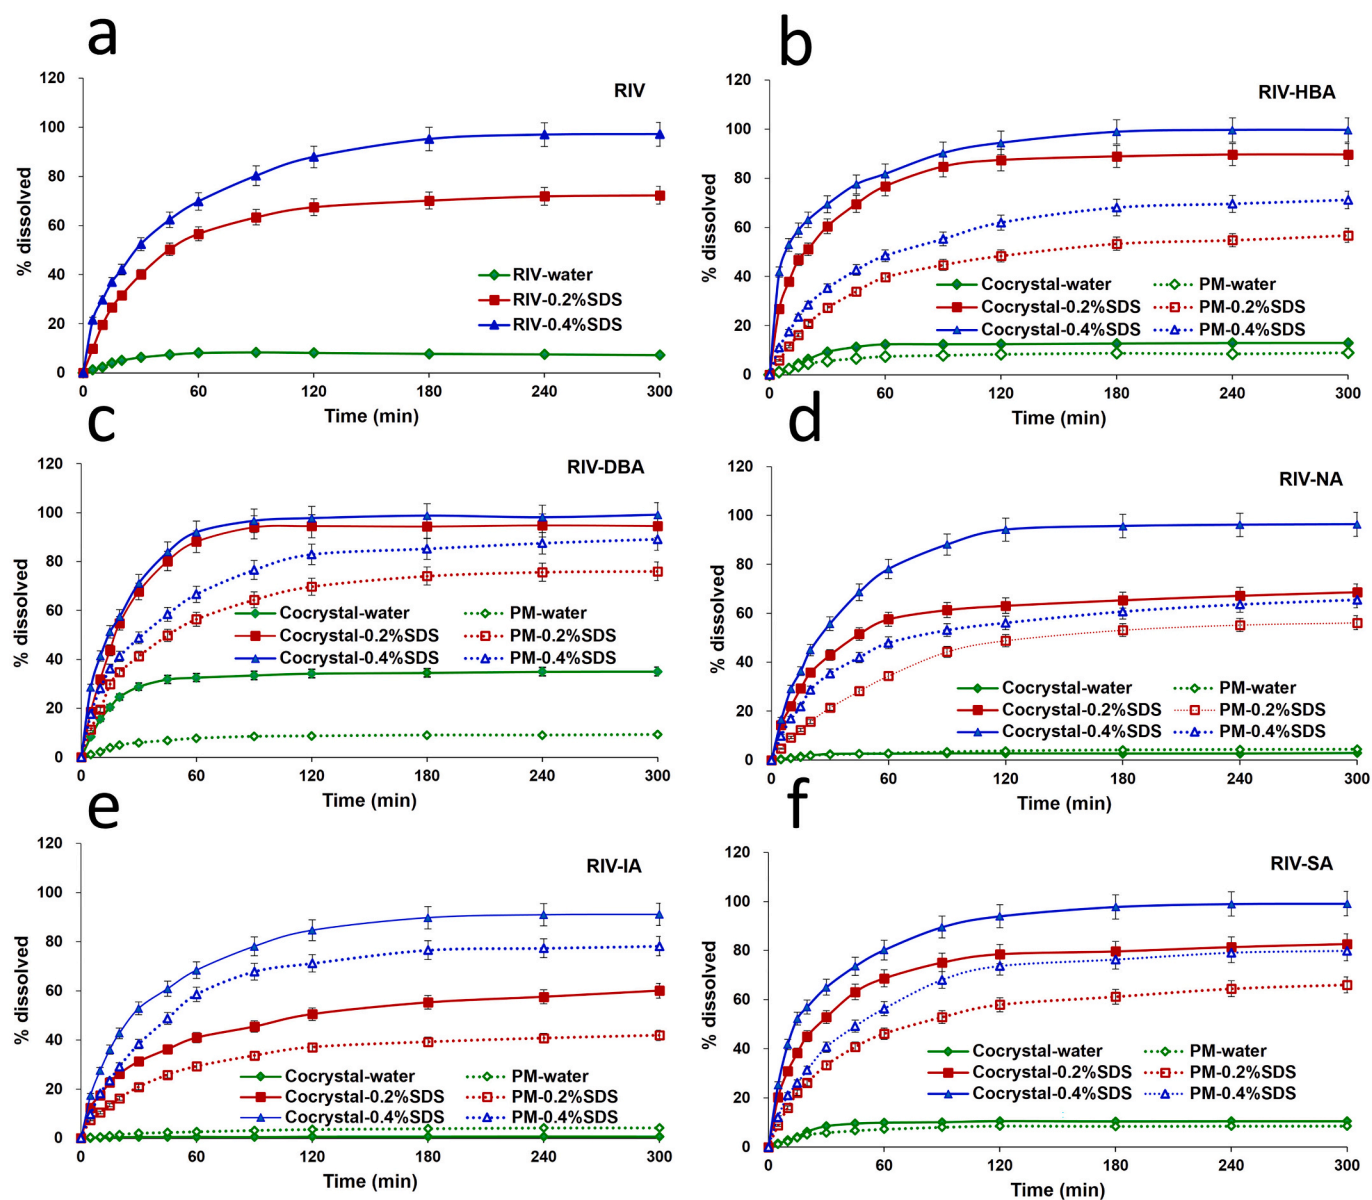 a
RIV
120
100
80
60
40
20
0
% dissolved
RIV-water
RIV-0.2%SDS
RIV-0.4%SDS
0 60 120 180 240 300
Time (min)
b
RIV-HBA
120
100
80
60
40
20
0
% dissolved
Cocrystal-water PM-water
Cocrystal-0.2%SDS PM-0.2%SDS
Cocrystal-0.4%SDS PM-0.4%SDS
0 60 120 180 240 300
Time (min)
c
RIV-DBA
120
100
80
60
40
20
0
% dissolved
Cocrystal-water PM-water
Cocrystal-0.2%SDS PM-0.2%SDS
Cocrystal-0.4%SDS PM-0.4%SDS
0 60 120 180 240 300
Time (min)
d
RIV-NA
120
100
80
60
40
20
0
% dissolved
Cocrystal-water PM-water
Cocrystal-0.2%SDS PM-0.2%SDS
Cocrystal-0.4%SDS PM-0.4%SDS
0 60 120 180 240 300
Time (min)
e
RIV-IA
120
100
80
60
40
20
0
% dissolved
Cocrystal-water PM-water
Cocrystal-0.2%SDS PM-0.2%SDS
Cocrystal-0.4%SDS PM-0.4%SDS
0 60 120 180 240 300
Time (min)
f
RIV-SA
120
100
80
60
40
20
0
% dissolved
Cocrystal-water PM-water
Cocrystal-0.2%SDS PM-0.2%SDS
Cocrystal-0.4%SDS PM-0.4%SDS
0 60 120 180 240 300
Time (min)